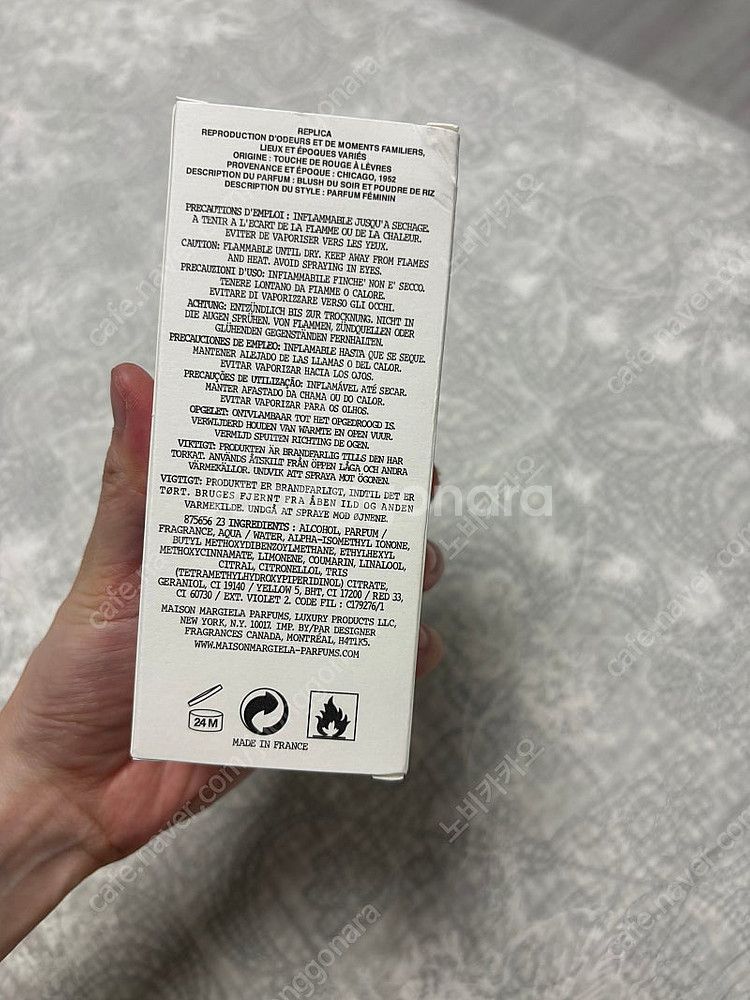 REPLICA
REPRODUCTION D'ODEURS ET DE MOMENTS FAMILIERS,
LIEUX ET ÉPOQUES VARIÉS
ORIGINE : TOUCHE DE ROUGE À LÈVRES
PROVENANCE ET ÉPOQUE : CHICAGO, 1952
DESCRIPTION DU PARFUM : BLUSH DU SOIR ET POUDRE DE RIZ
DESCRIPTION DU STYLE : PARFUM FÉMININ
PRECAUTIONS D'EMPLOI : INFLAMMABLE JUSQU'A SECHAGE.
A TENIR A L'ECART DE LA FLAMME OU DE LA CHALEUR.
EVITER DE VAPORISER VERS LES YEUX.
CAUTION: FLAMMABLE UNTIL DRY. KEEP AWAY FROM FLAMES
AND HEAT. AVOID SPRAYING IN EYES.
PRECAUZIONI D'USO: INFIAMMABILE FINCHE' NON E' SECCO.
TENERE LONTANO DA FIAMME O CALORE.
EVITARE DI VAPORIZZARE VERSO GLI OCCHI.
ACHTUNG: ENTZÜNDLICH BIS ZUR TROCKNUNG. NICHT IN
DIE AUGEN SPRÜHEN. VON FLAMMEN, ZÜNDQUELLEN ODER
GLÜHENDEN GEGENSTÄNDEN FERNHALTEN.
PRECAUCIONES DE EMPLEO: INFLAMABLE HASTA QUE SE SEQUE.
MANTENER ALEJADO DE LAS LLAMAS O DEL CALOR.
EVITAR VAPORIZAR HACIA LOS OJOS.
PRECAUÇÕES DE UTILIZAÇÃO: INFLAMÁVEL ATÉ SECAR.
MANTER AFASTADO DA CHAMA OU DO CALOR.
EVITAR VAPORIZAR PARA OS OLHOS.
OPGELET: ONTVLAMBAAR TOT HET OPGEDROOGD IS.
VERWIJDERD HOUDEN VAN WARMTE EN OPEN VUUR.
VERMIJD SPUITEN RICHTING DE OGEN.
VIKTIGT: PRODUKTEN ÄR BRANDFARLIG TILLS DEN HAR
TORKAT. ANVÄNDS ÅTSKILT FRÅN ÖPPEN LÅGA OCH ANDRA
VÄRMEKÄLLOR. UNDVIK ATT SPRAYA MOT ÖGONEN.
VIGTIGT: PRODUKTET ER BRANDFARLIGT, INDTIL DET ER
TØRT. BRUGES FJERNT FRA ÅBEN ILD OG ANDEN
VARMEKILDE. UNDGÅ AT SPRAYE MOD ØJNENE.
875656 23 INGREDIENTS : ALCOHOL, PARFUM /
FRAGRANCE, AQUA / WATER, ALPHA-ISOMETHYL IONONE,
BUTYL METHOXYDIBENZOYLMETHANE, ETHYLHEXYL
METHOXYCINNAMATE, LIMONENE, COUMARIN, LINALOOL,
CITRAL, CITRONELLOL, TRIS
(TETRAMETHYLHYDROXYPIPERIDINOL) CITRATE,
GERANIOL, CI 19140 / YELLOW 5, BHT, CI 17200 / RED 33,
CI 60730 / EXT. VIOLET 2. CODE FIL : C179276/1
MAISON MARGIELA PARFUMS, LUXURY PRODUCTS LLC,
NEW YORK, N.Y. 10017. IMP. BY/PAR DESIGNER
FRAGRANCES CANADA, MONTRÉAL, H4T1K5.
WWW.MAISONMARGIELA-PARFUMS.COM
24 M
MADE IN FRANCE